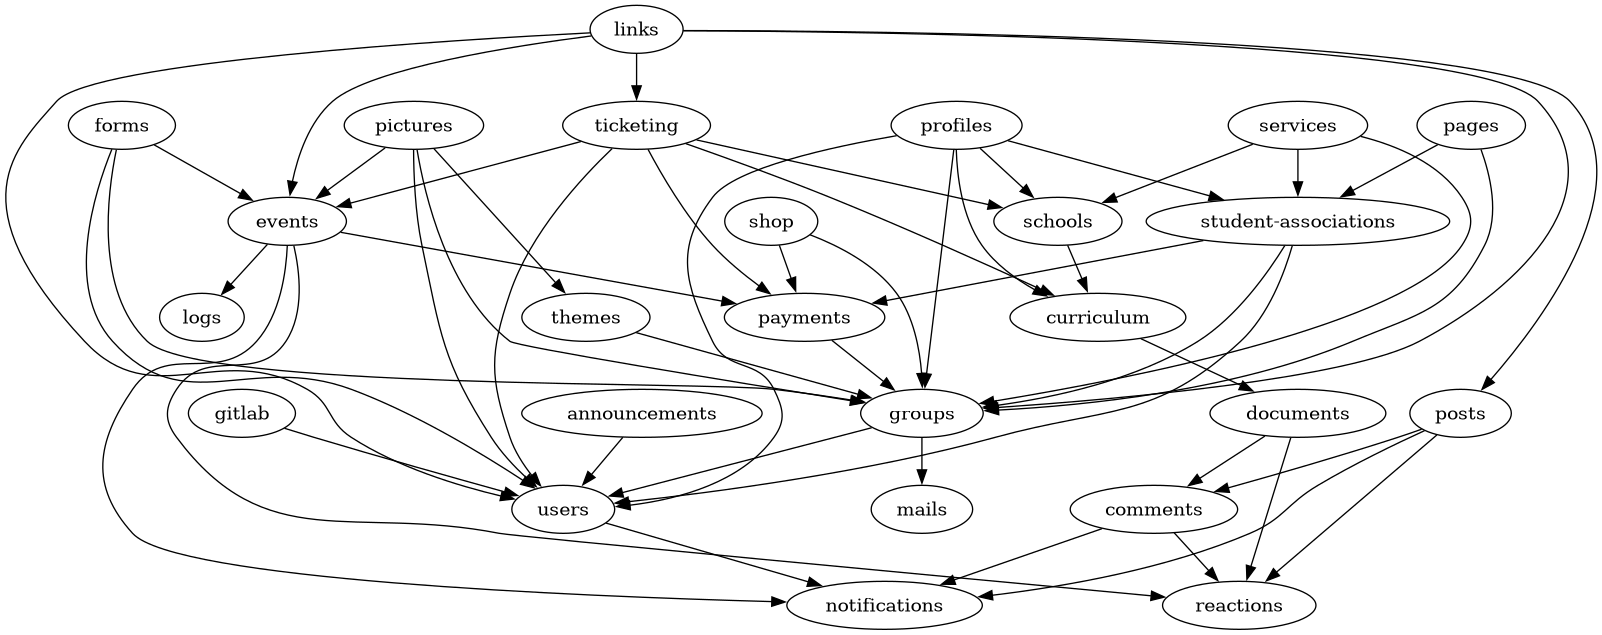 links
forms
pictures
ticketing
profiles
services
pages
events
shop
schools
student-associations
logs
themes
payments
curriculum
gitlab
announcements
groups
documents
posts
users
mails
comments
notifications
reactions